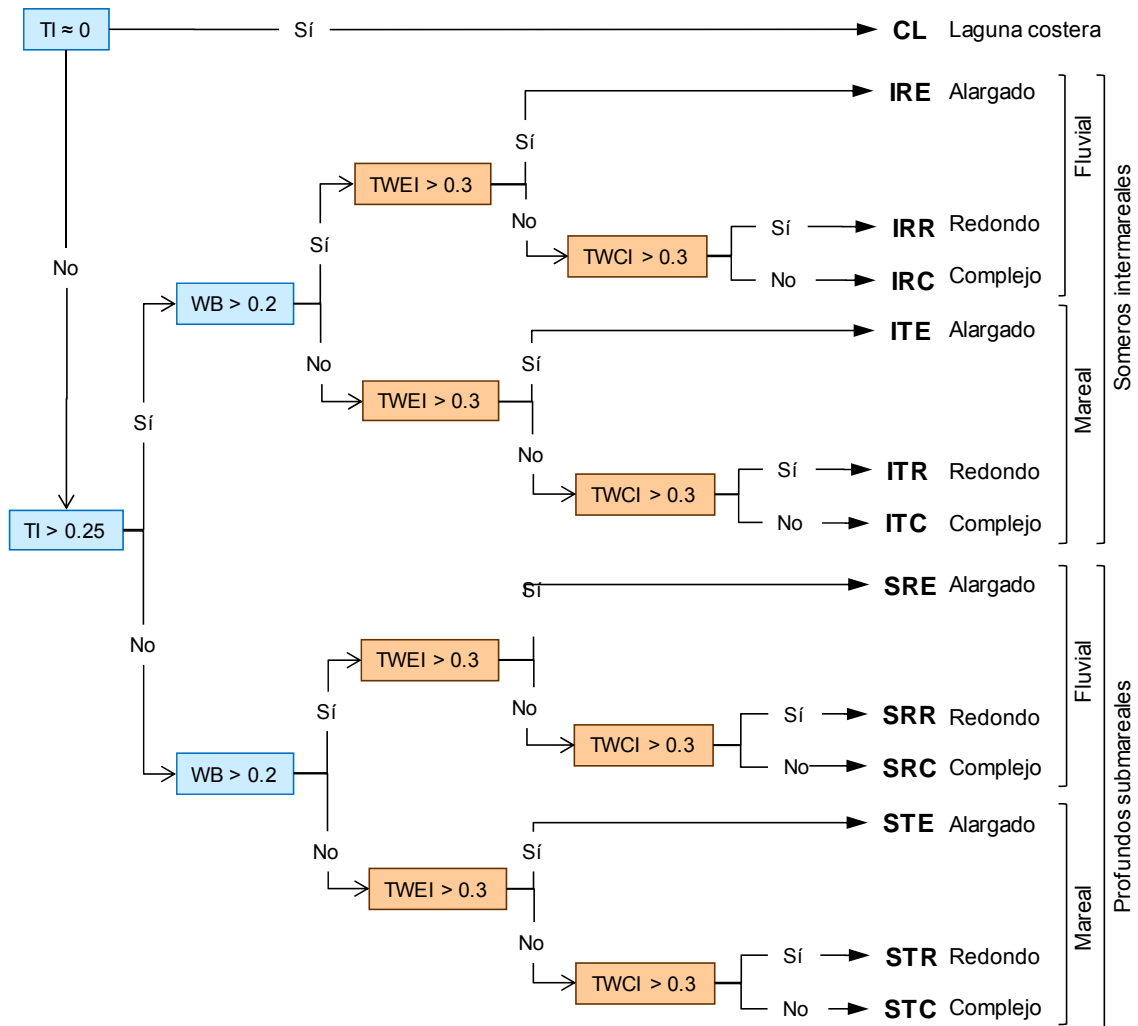 TI ≈ 0 Sí CL Laguna costera
IRE Alargado
Sí
TWEI > 0.3
No
Sí IRR Redondo
Sí
TWCI > 0.3
No IRC Complejo
Fluvial
No
WB > 0.2
ITE Alargado
No
Sí
TWEI > 0.3
Sí
No
Sí ITR Redondo
TWCI > 0.3
No ITC Complejo
Mareal
Someros intermareales
TI > 0.25
Sí SRE Alargado
No
TWEI > 0.3
Sí
No
Sí SRR Redondo
TWCI > 0.3
No SRC Complejo
Fluvial
WB > 0.2
STE Alargado
No
Sí
TWEI > 0.3
No
Sí STR Redondo
TWCI > 0.3
No STC Complejo
Mareal
Profundos submareales